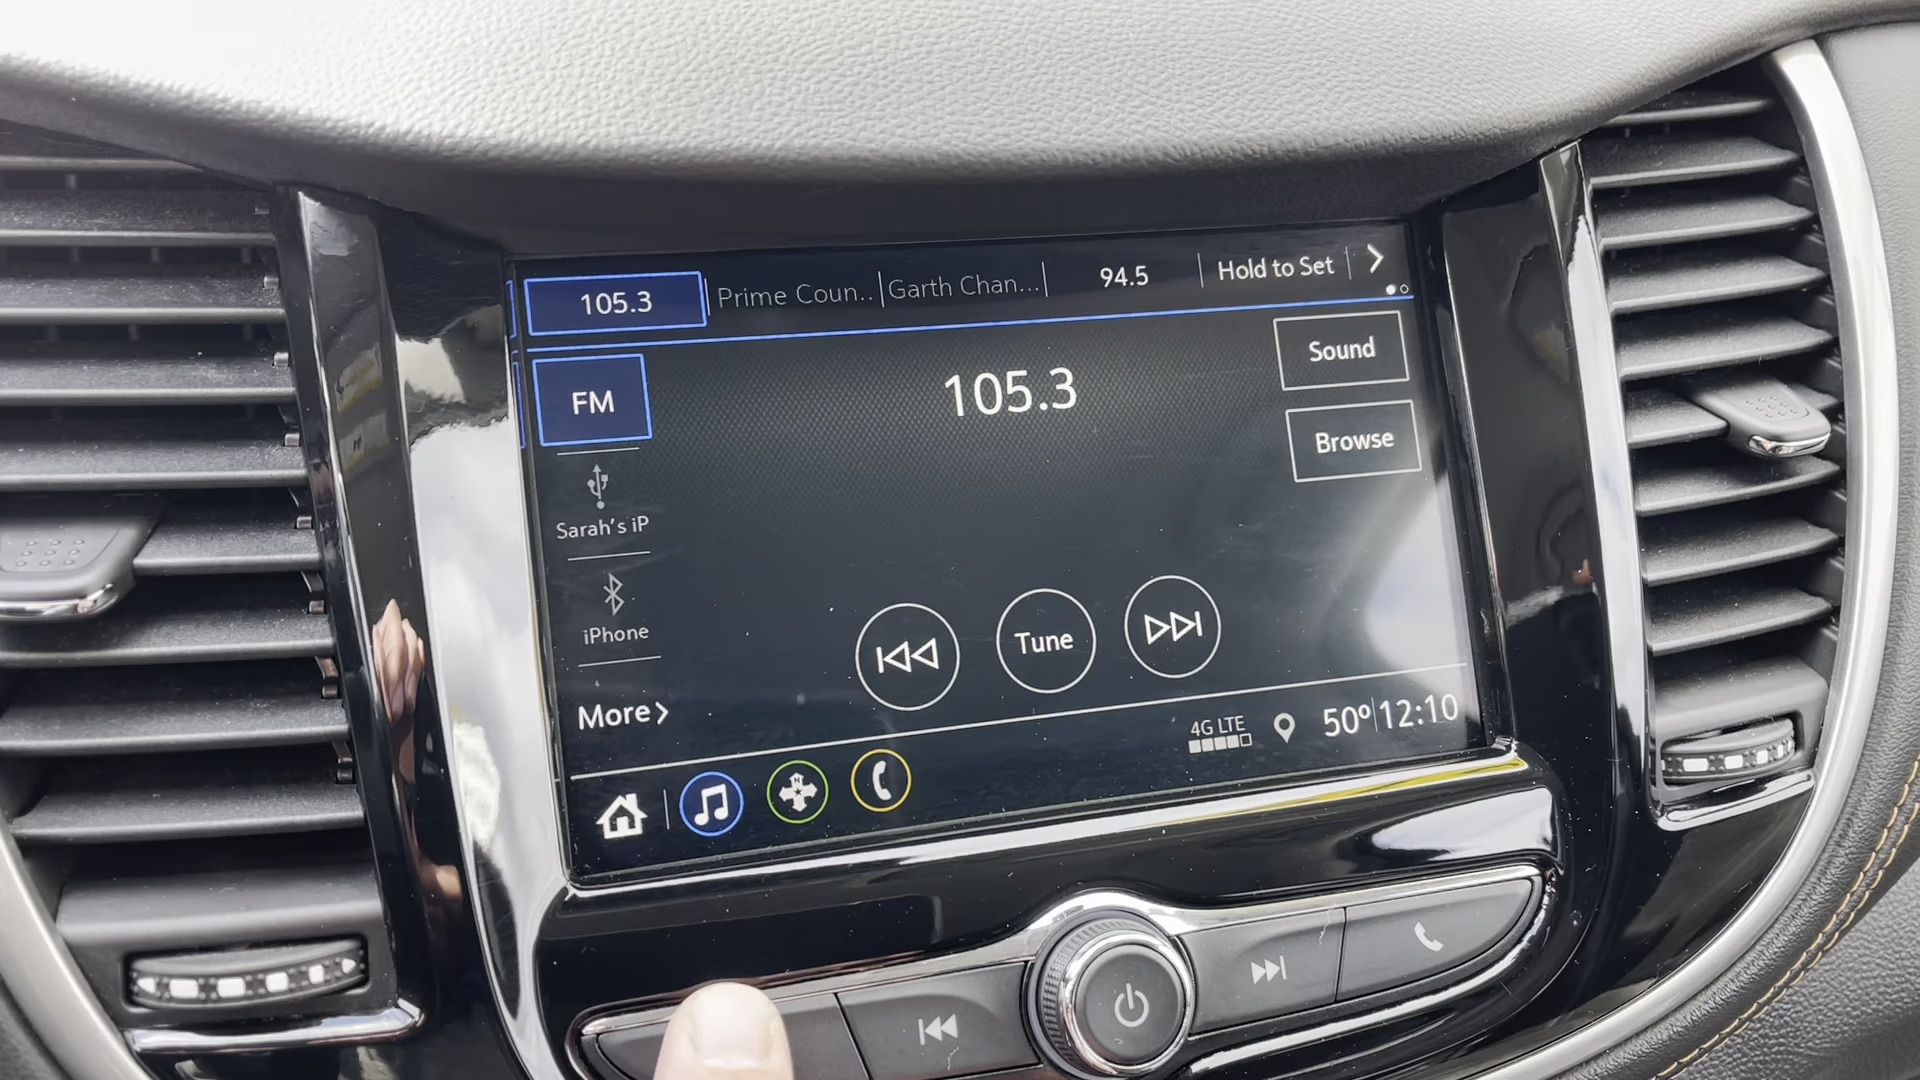 105.3
Prime Coun..
Garth Chan...
94.5
Hold to Set
FM
105.3
Sound
Browse
Sarah's iP
iPhone
Tune
More
4G LTE
50°
12:10
N